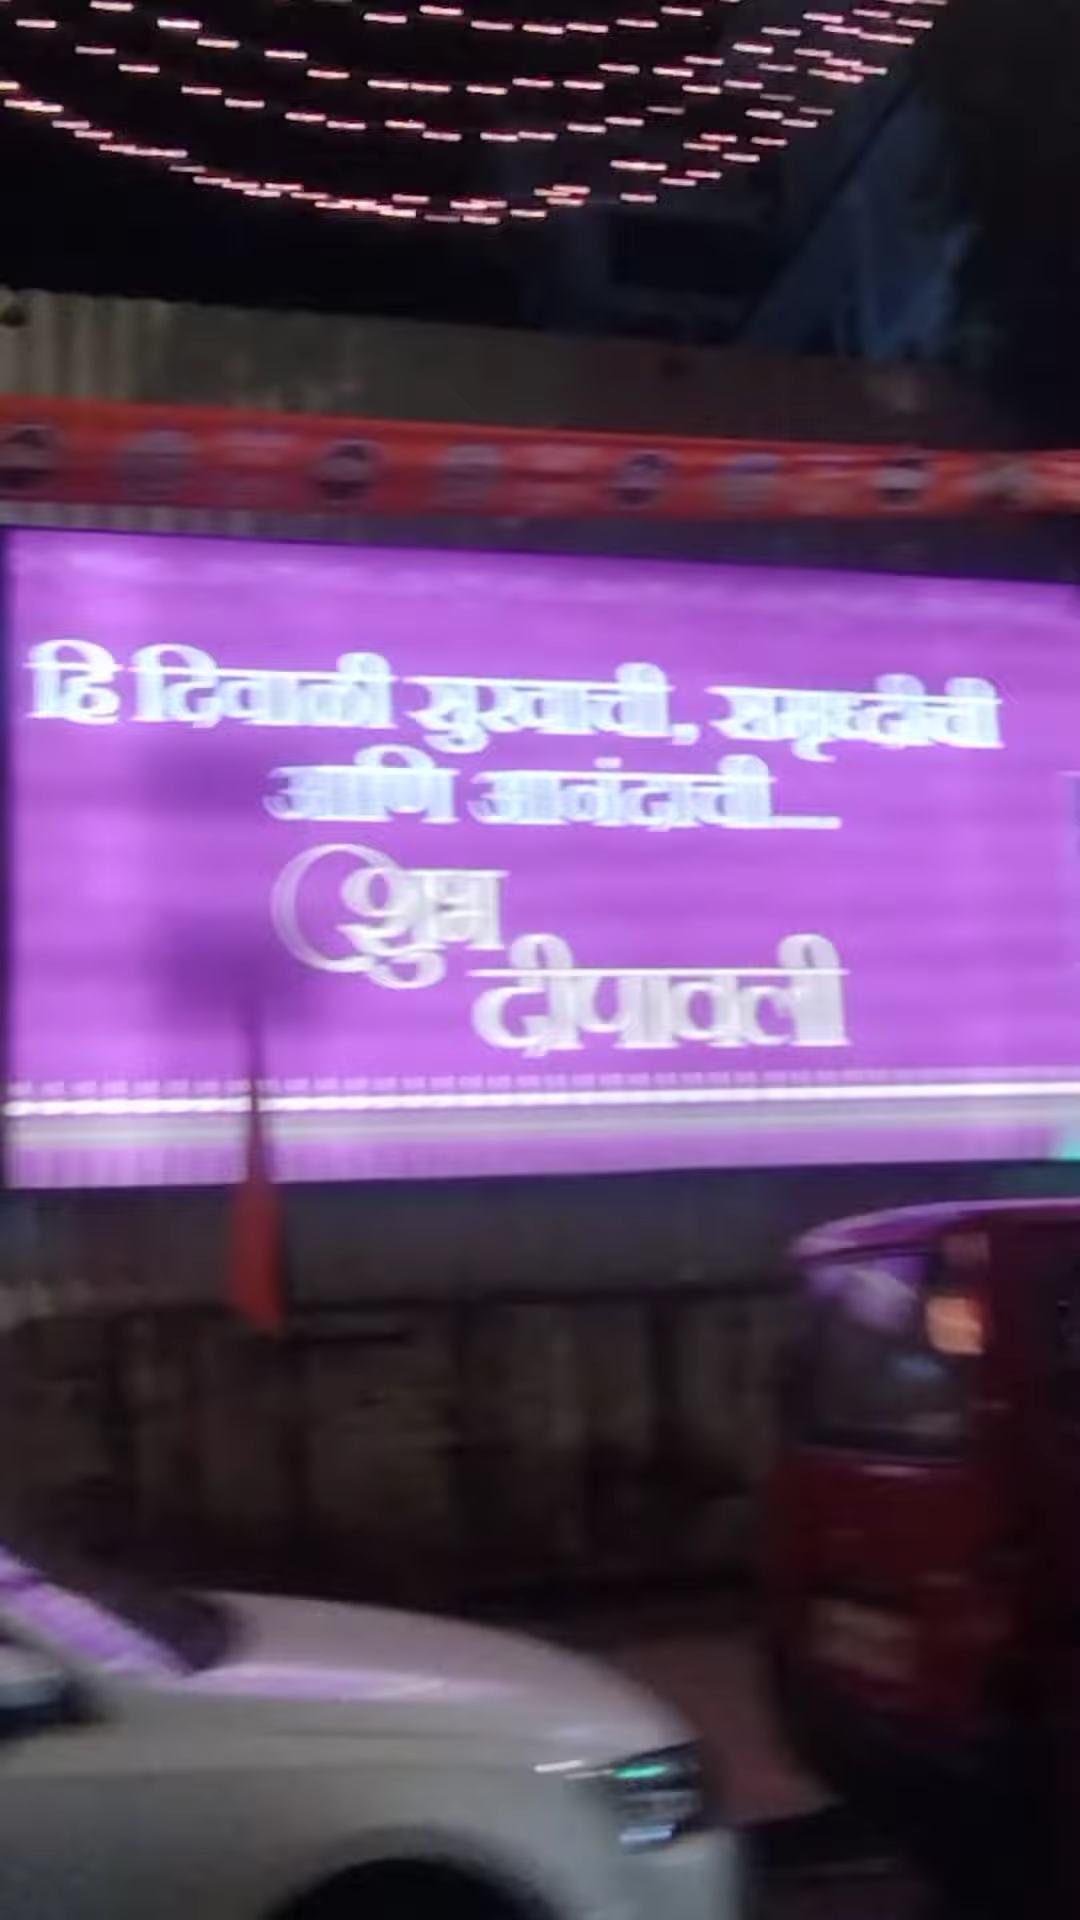 हि दिवाळी सुखाची, समृध्दीची
आणि आनंदाची...
शुभ
दीपावली